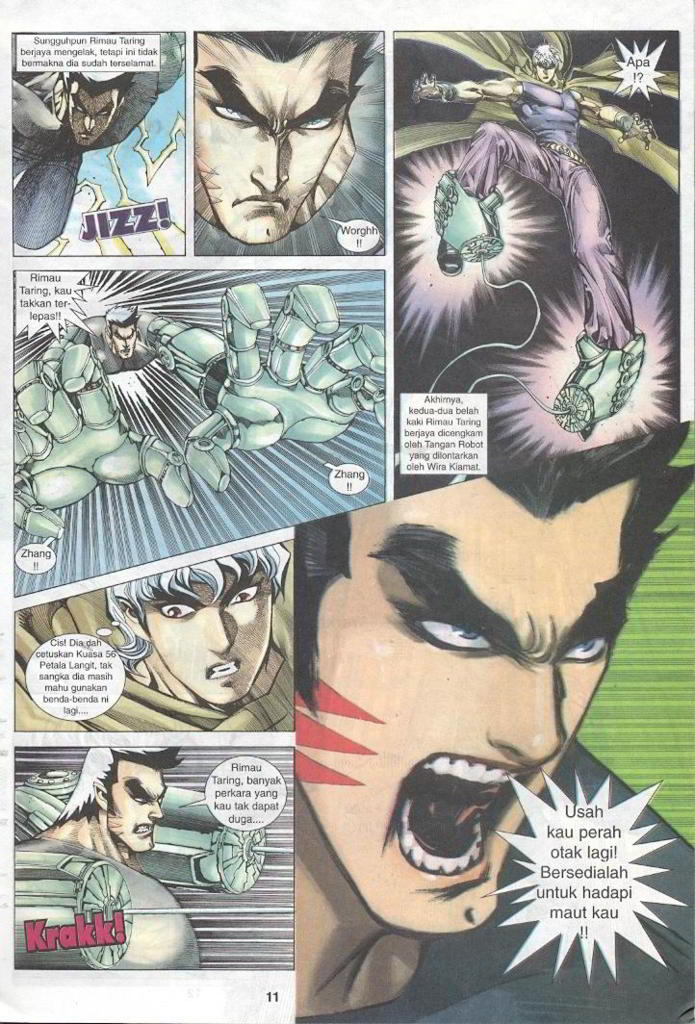 Sungguhpun Rimau Taring
berjaya mengelak, tetapi ini tidak
bermakna dia sudah terselamat.
JIZZ!
Worghh
!!
Apa
!?
Rimau
Taring, kau
takkan ter-
lepas!!
Zhang
!!
Zhang
!!
Akhirnya,
kedua-dua belah
kaki Rimau Taring
berjaya dicengkam
oleh Tangan Robot
yang dilontarkan
oleh Wira Kiamat.
Cis! Dia dah
cetuskan Kuasa 56
Petala Langit, tak
sangka dia masih
mahu gunakan
benda-benda ni
lagi....
Rimau
Taring, banyak
perkara yang
kau tak dapat
duga....
Krakk!
Usah
kau perah
otak lagi!
Bersedialah
untuk hadapi
maut kau
!!
11